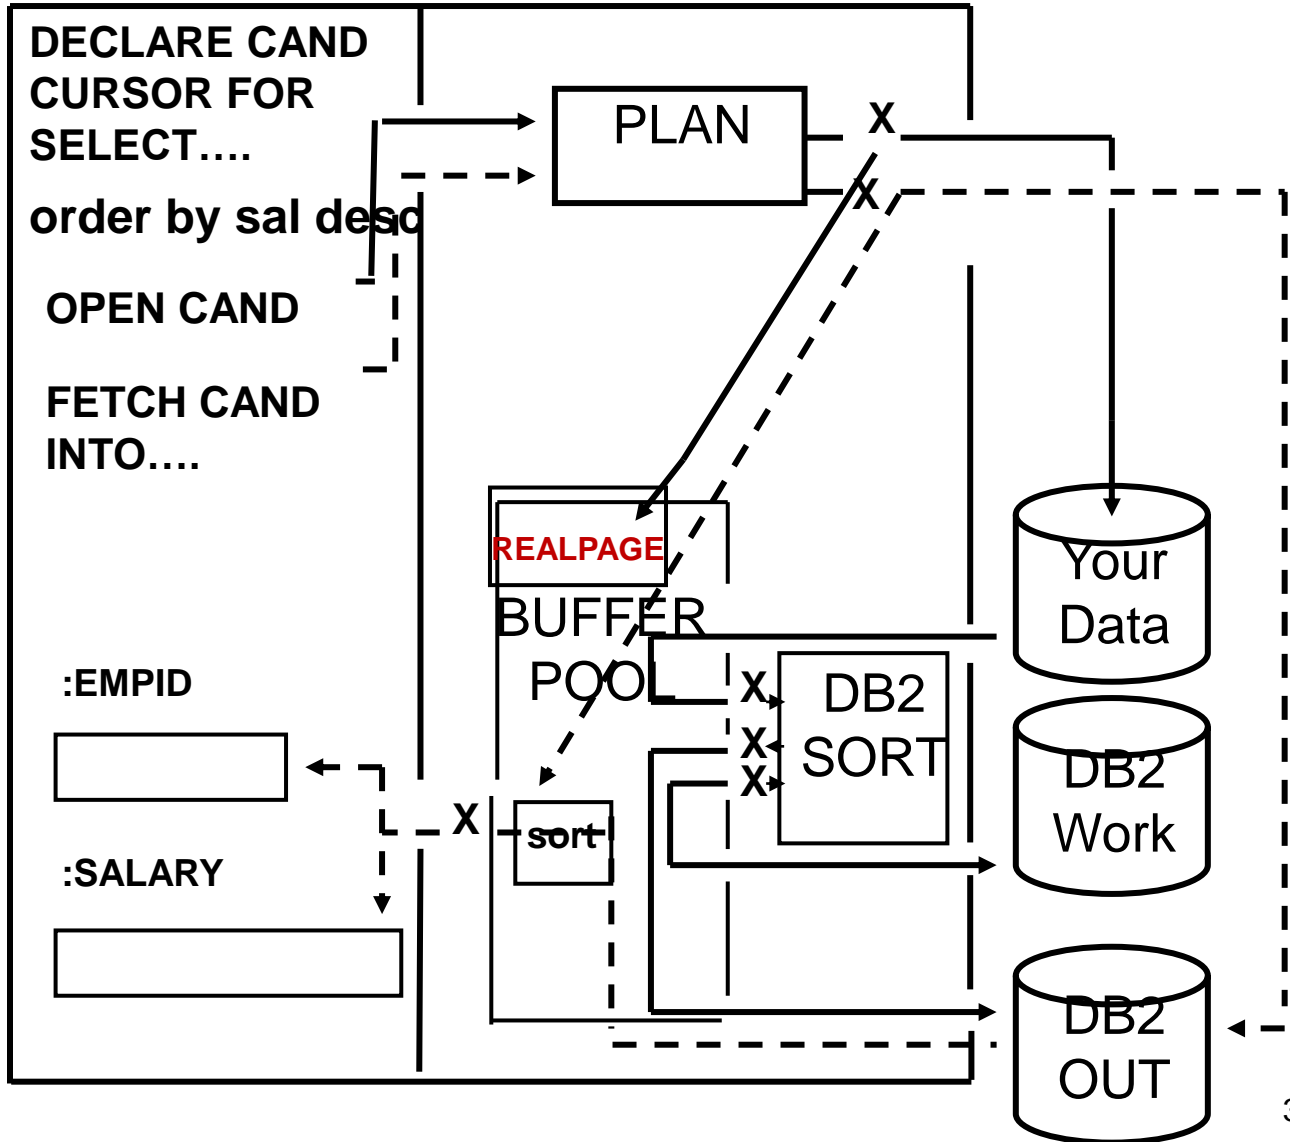 DECLARE CAND
CURSOR FOR
SELECT....
order by sal desc
OPEN CAND
FETCH CAND
INTO....
:EMPID
:SALARY
PLAN
X
X
REALPAGE
BUFFER
POOL
sort
X
X
X
X
DB2
SORT
Your
Data
DB2
Work
DB2
OUT
3